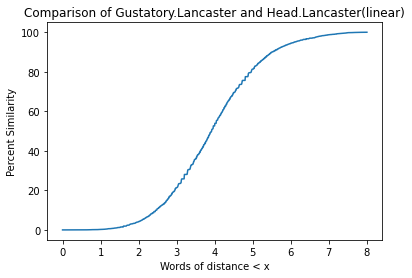 Comparison of Gustatory.Lancaster and Head.Lancaster(linear)
100
80
60
40
20
0
Percent Similarity
0 1 2 3 4 5 6 7 8
Words of distance < x